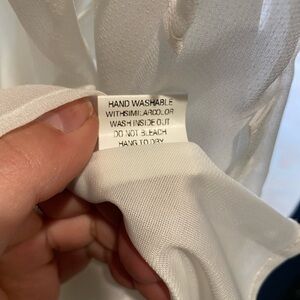 HAND WASHABLE
WITHSIMILARCOLOR
WASH INSIDE OUT
DO NOT BLEACH
HANG TO DRY